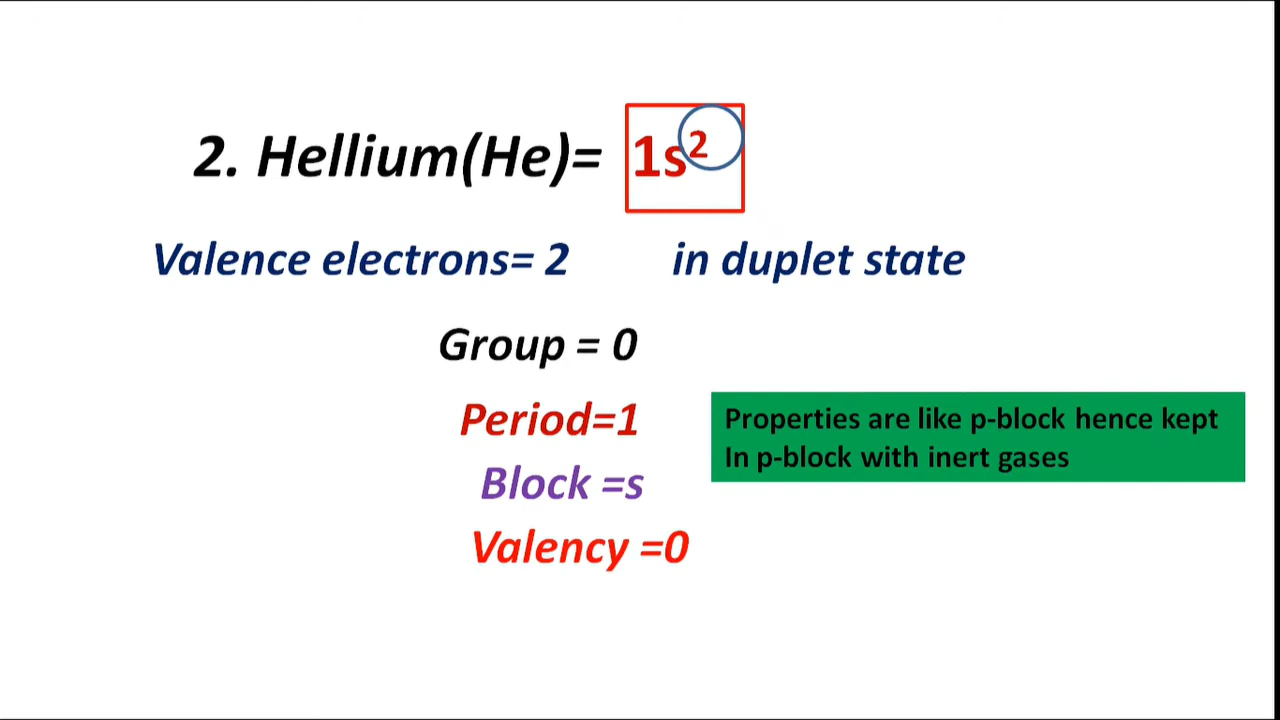 2. Hellium(He)= 1s²
Valence electrons= 2 in duplet state
Group = 0
Period=1
Properties are like p-block hence kept
In p-block with inert gases
Block =s
Valency =0